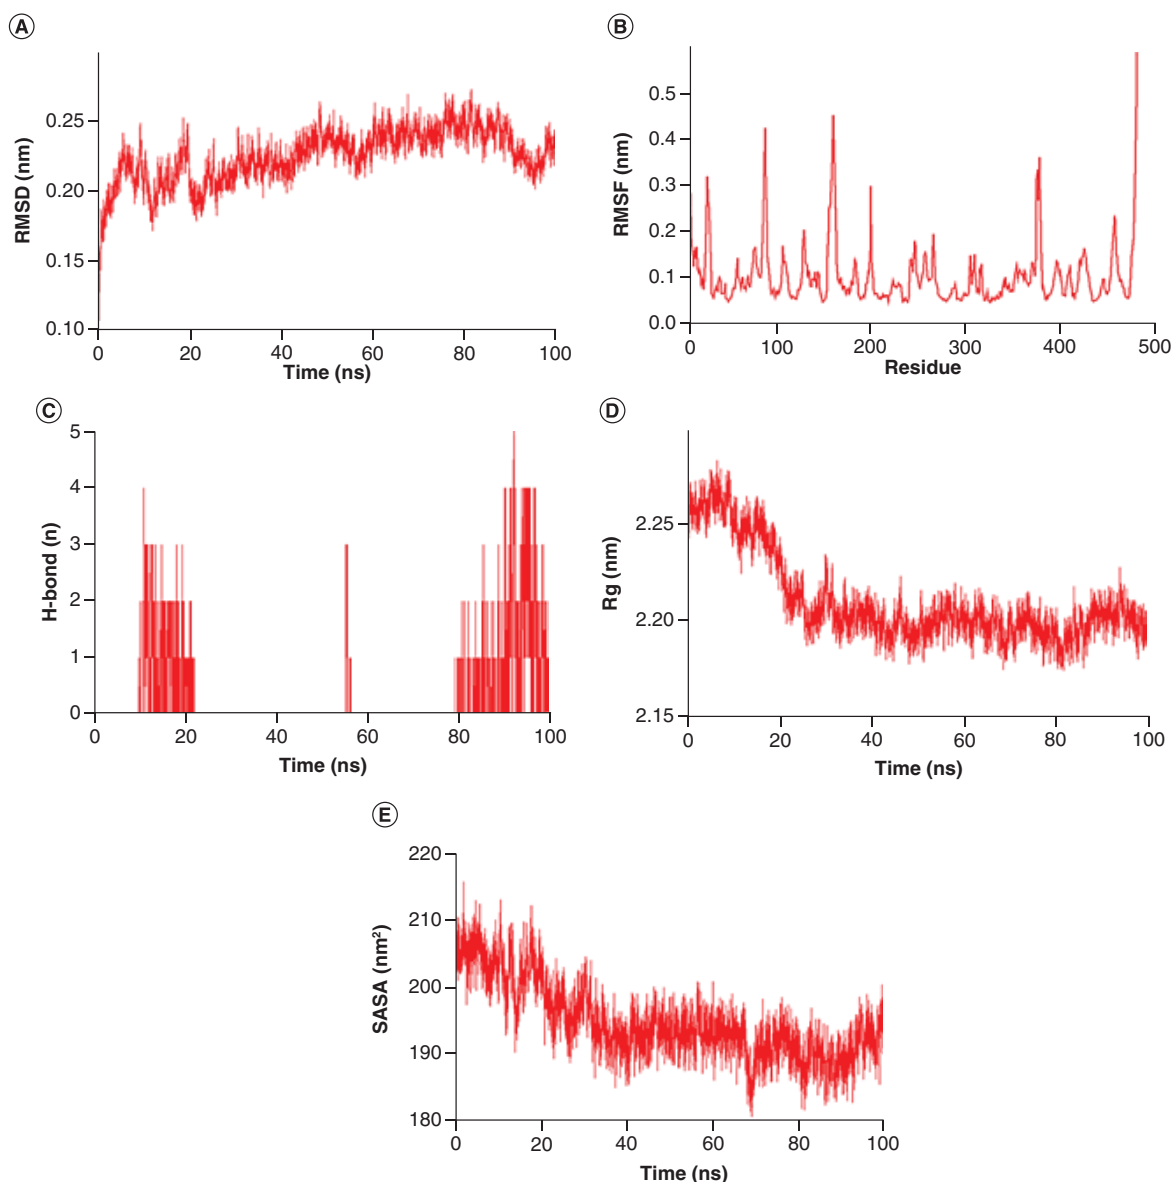 A
RMSD (nm)
0.25
0.20
0.15
0.10
0 20 40 60 80 100
Time (ns)
B
RMSF (nm)
0.5
0.4
0.3
0.2
0.1
0.0
0 100 200 300 400 500
Residue
C
H-bond (n)
5
4
3
2
1
0
0 20 40 60 80 100
Time (ns)
D
Rg (nm)
2.25
2.20
2.15
0 20 40 60 80 100
Time (ns)
E
SASA (nm²)
220
210
200
190
180
0 20 40 60 80 100
Time (ns)